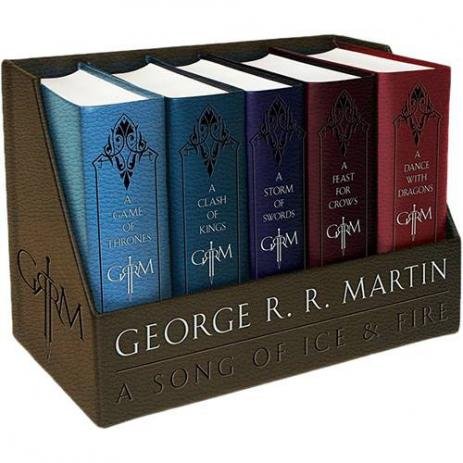 A
GAME OF
THRONES
GRRM
A
CLASH OF
KINGS
GRRM
A
STORM OF
SWORDS
GRRM
A
FEAST FOR
CROWS
GRRM
A
DANCE WITH
DRAGONS
GRRM
GRRM
GEORGE R. R. MARTIN
A SONG OF ICE & FIRE